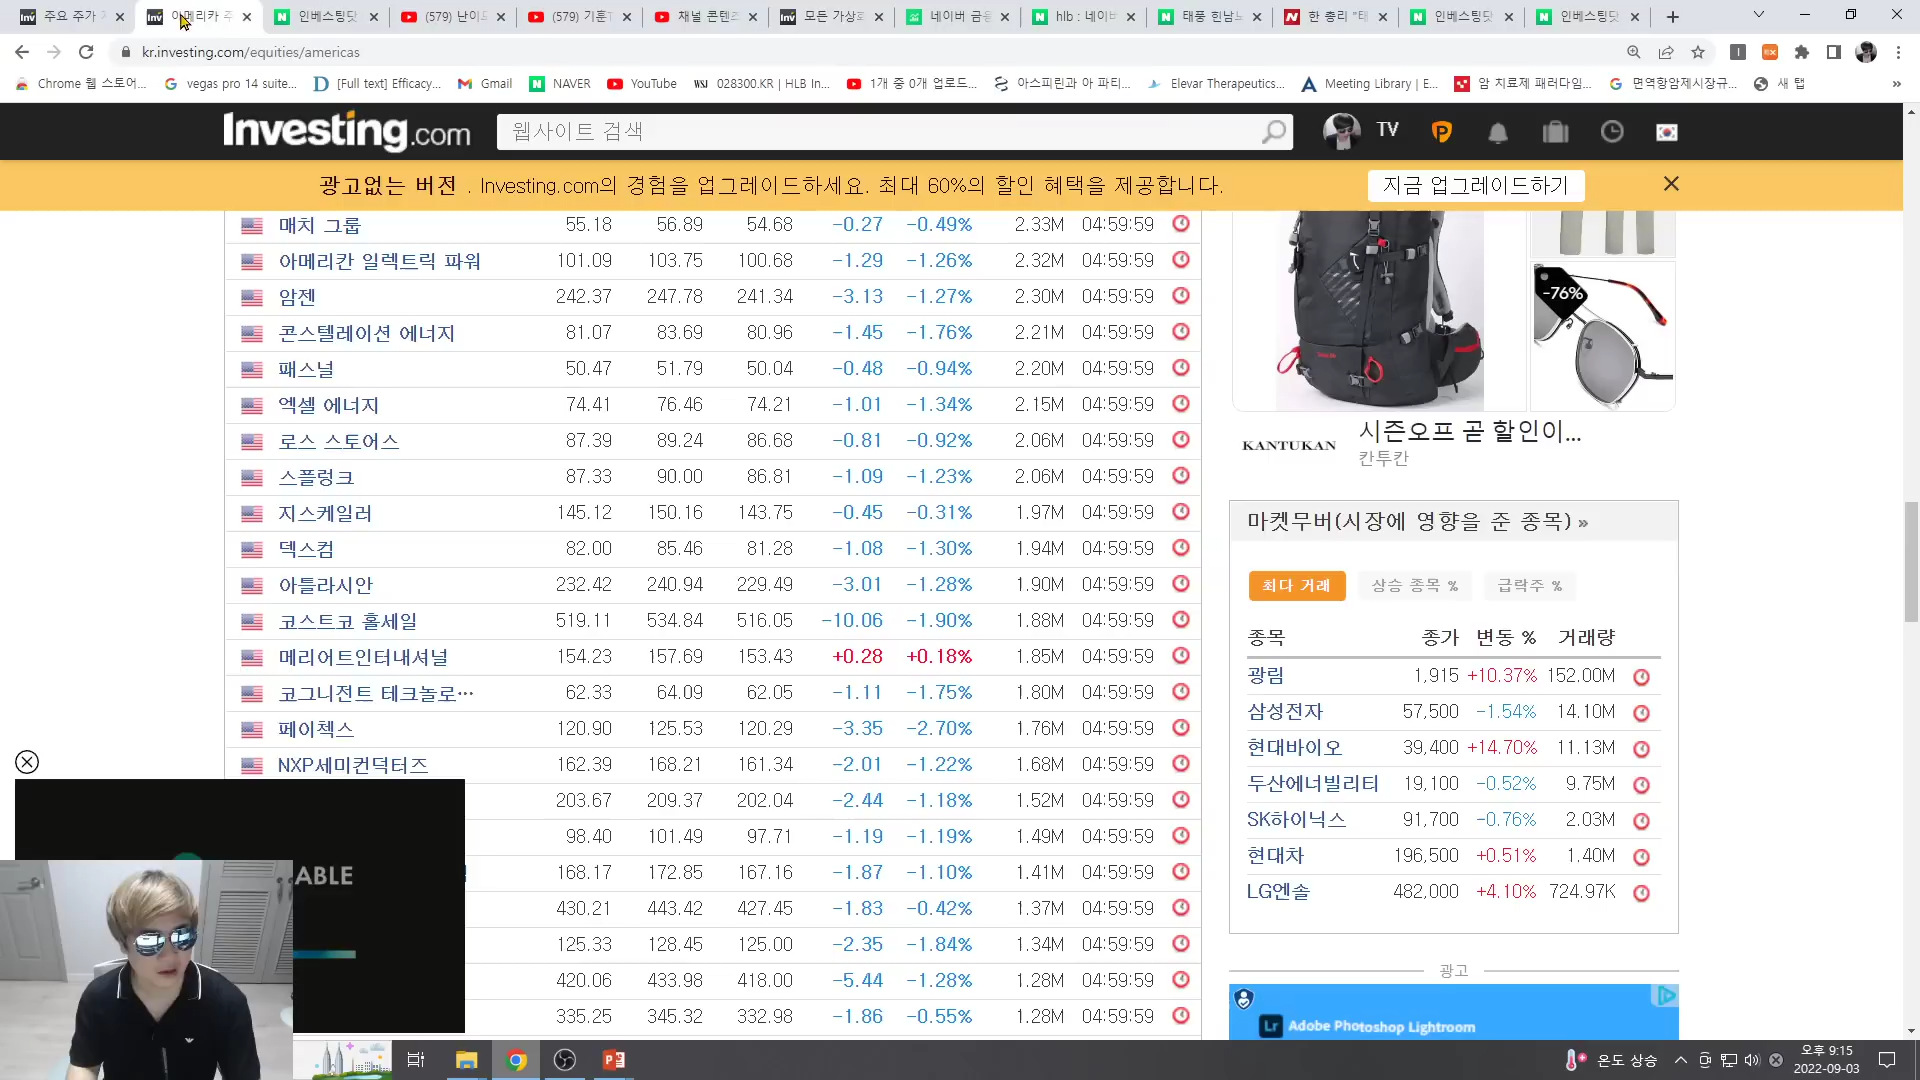 주요 주가
아메리카 주
인베스팅닷
(579) 난이
(579) 기훈
채널 콘텐
모든 가상화
네이버 금융
hlb : 네이버
태풍 힌남노
한 총리 "태
인베스팅닷
인베스팅닷
kr.investing.com/equities/americas
Chrome 웹 스토어...
vegas pro 14 suite...
[Full text] Efficacy...
Gmail
NAVER
YouTube
WSJ 028300.KR | HLB In...
1개 중 0개 업로드...
아스피린과 아 파티...
Elevar Therapeutics...
Meeting Library | E...
암 치료제 패러다임...
면역항암제시장규...
새 탭
»
Investing.com
웹사이트 검색
TV
광고없는 버전 . Investing.com의 경험을 업그레이드하세요. 최대 60%의 할인 혜택을 제공합니다.
지금 업그레이드하기
매치 그룹 55.18 56.89 54.68 -0.27 -0.49% 2.33M 04:59:59
아메리칸 일렉트릭 파워 101.09 103.75 100.68 -1.29 -1.26% 2.32M 04:59:59
암젠 242.37 247.78 241.34 -3.13 -1.27% 2.30M 04:59:59
콘스텔레이션 에너지 81.07 83.69 80.96 -1.45 -1.76% 2.21M 04:59:59
패스널 50.47 51.79 50.04 -0.48 -0.94% 2.20M 04:59:59
엑셀 에너지 74.41 76.46 74.21 -1.01 -1.34% 2.15M 04:59:59
로스 스토어스 87.39 89.24 86.68 -0.81 -0.92% 2.06M 04:59:59
스플렁크 87.33 90.00 86.81 -1.09 -1.23% 2.06M 04:59:59
지스케일러 145.12 150.16 143.75 -0.45 -0.31% 1.97M 04:59:59
덱스컴 82.00 85.46 81.28 -1.08 -1.30% 1.94M 04:59:59
아틀라시안 232.42 240.94 229.49 -3.01 -1.28% 1.90M 04:59:59
코스트코 홀세일 519.11 534.84 516.05 -10.06 -1.90% 1.88M 04:59:59
메리어트인터내셔널 154.23 157.69 153.43 +0.28 +0.18% 1.85M 04:59:59
코그니전트 테크놀로… 62.33 64.09 62.05 -1.11 -1.75% 1.80M 04:59:59
페이첵스 120.90 125.53 120.29 -3.35 -2.70% 1.76M 04:59:59
NXP세미컨덕터즈 162.39 168.21 161.34 -2.01 -1.22% 1.68M 04:59:59
203.67 209.37 202.04 -2.44 -1.18% 1.52M 04:59:59
98.40 101.49 97.71 -1.19 -1.19% 1.49M 04:59:59
168.17 172.85 167.16 -1.87 -1.10% 1.41M 04:59:59
430.21 443.42 427.45 -1.83 -0.42% 1.37M 04:59:59
125.33 128.45 125.00 -2.35 -1.84% 1.34M 04:59:59
420.06 433.98 418.00 -5.44 -1.28% 1.28M 04:59:59
335.25 345.32 332.98 -1.86 -0.55% 1.28M 04:59:59
ABLE
-76%
KANTUKAN
시즌오프 곧 할인이...
칸투칸
마켓무버(시장에 영향을 준 종목) »
최다 거래 상승 종목 % 급락주 %
종목 종가 변동 % 거래량
광림 1,915 +10.37% 152.00M
삼성전자 57,500 -1.54% 14.10M
현대바이오 39,400 +14.70% 11.13M
두산에너빌리티 19,100 -0.52% 9.75M
SK하이닉스 91,700 -0.76% 2.03M
현대차 196,500 +0.51% 1.40M
LG엔솔 482,000 +4.10% 724.97K
광고
Lr Adobe Photoshop Lightroom
온도 상승
오후 9:15
2022-09-03